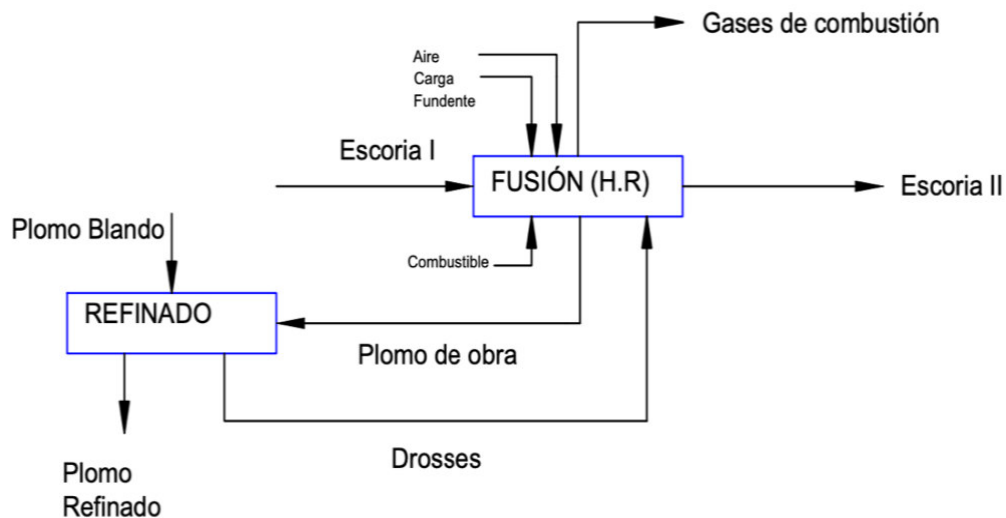 Gases de combustión
Aire
Carga
Fundente
Escoria I
FUSIÓN (H.R)
Escoria II
Plomo Blando
Combustible
REFINADO
Plomo de obra
Drosses
Plomo
Refinado